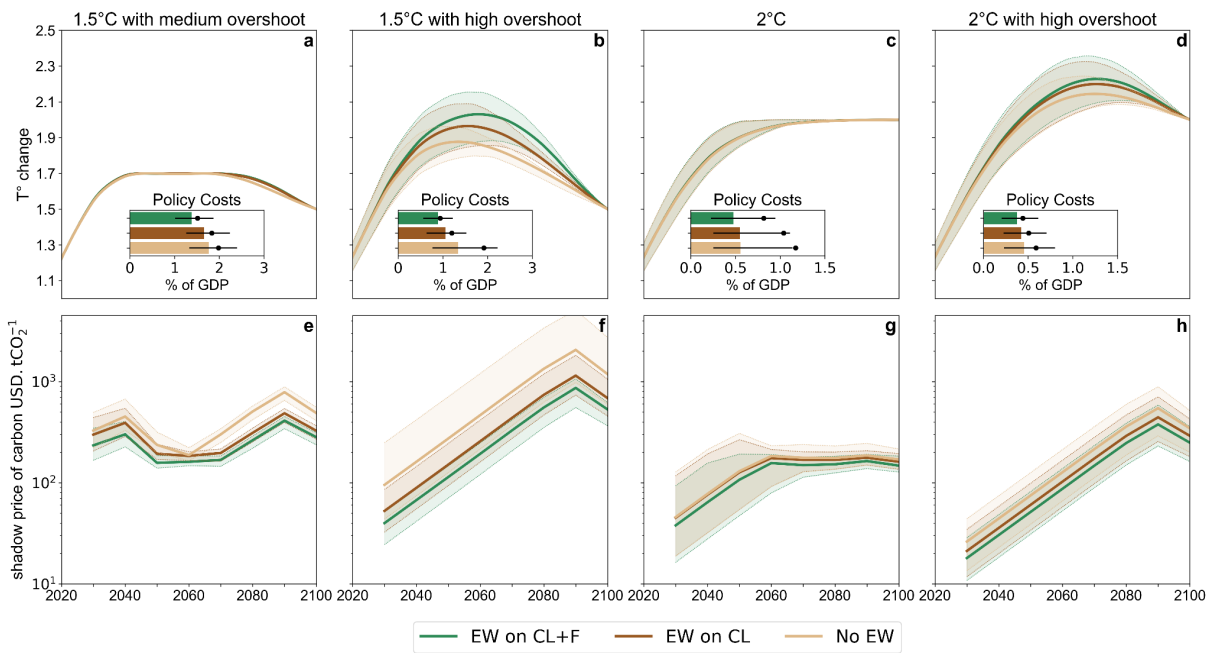 1.5°C with medium overshoot
1.5°C with high overshoot
2°C
2°C with high overshoot
a
b
c
d
T° change
2.5
2.3
2.1
1.9
1.7
1.5
1.3
1.1
Policy Costs
0 1 2 3
% of GDP
Policy Costs
0 1 2 3
% of GDP
Policy Costs
0.0 0.5 1.0 1.5
% of GDP
Policy Costs
0.0 0.5 1.0 1.5
% of GDP
e
f
g
h
shadow price of carbon USD. tCO₂⁻¹
10³
10²
10¹
2020 2040 2060 2080 2100
2020 2040 2060 2080 2100
2020 2040 2060 2080 2100
2020 2040 2060 2080 2100
EW on CL+F EW on CL No EW